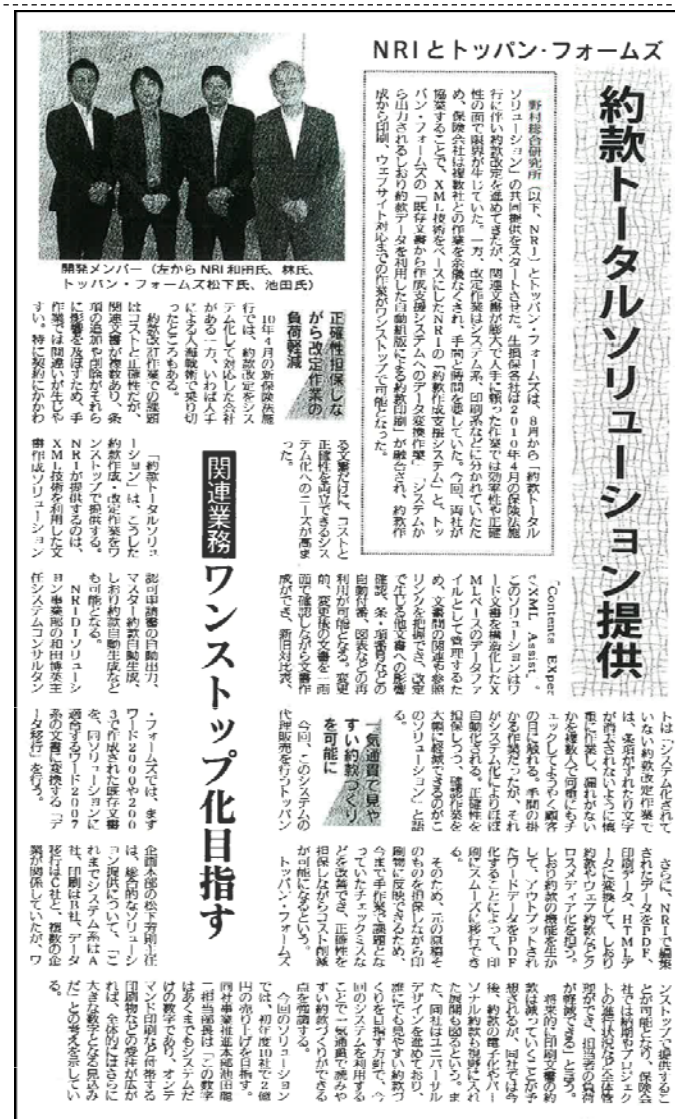 NRIとトッパン・フォームズ
約款トータルソリューション提供
関連業務ワンストップ化目指す
野村総合研究所（以下、NRI）とトッパン・フォームズは、8月から「約款トータル
ソリューション」の共同提供をスタートさせた。生損保各社は2010年4月の保険法施
行に伴い約款改定を進めてきたが、関連文書が膨大で人手に頼った作業では効率性や正確
性の面で限界が生じていた。一方、改定作業はシステム系、印刷系などに分かれていたた
め、保険会社は複数社との作業を余儀なくされ、手間と時間を要していた。今回、両社が
協業することで、XML技術をベースにしたNRIの「約款作成支援システム」と、トッ
パン・フォームズの「既存文書から作成支援システムへのデータ変換作業」「システムか
ら出力されるしおり約款データを利用した自動組版による約款印刷」が融合され、約款作
成から印刷、ウェブサイト対応までの作業がワンストップで可能となった。
開発メンバー（左からNRI和田氏、林氏、
トッパン・フォームズ松下氏、池田氏）
正確性担保しな
がら改定作業の
負荷軽減
10年4月の新保険法施
行では、約款改定をシス
テム化して対応した会社
がある一方、いわば人手
による人海戦術で乗り切
ったところもある。
約款改訂作業での課題
はコストと正確性だが、
関連文書が複数あり、条
項の追加や削除がそれら
に影響を及ぼすため、手
作業では間違いが生じや
すい。特に契約にかかわ
る文書だけに、コストと
正確性を両立できるシス
テム化へのニーズが高ま
った。
「約款トータルソリュ
ーション」は、こうした
約款作成・改定作業をワ
ンストップで提供する。
NRIが提供するのは、
XML技術を利用した文
書作成ソリューション
「Contents Exper
t／XML Assist」。
このソリューションはワ
ード文書を構造化したX
MLベースのデータファ
イルとして管理するた
め、文書間の関連や参照
リンクを把握でき、改定
で生じる他文書への影響
確認、条・項番号などの
自動付番、図表などの再
利用が可能となる。変更
前、変更後の文書を一画
面で確認しながら文書作
成ができ、新旧対比表、
認可申請書の自動出力、
マスター約款自動生成、
しおり約款自動生成など
も可能となる。
NRIDIソリューシ
ョン事業部の和田博英主
任システムコンサルタン
トは「システム化されて
いない約款改定作業で
は、条項がずれたり文字
が消去されないように慎
重に作業し、漏れがない
かを複数人で何重にもチ
ェックしてようやく顧客
の目に触れる。手間の掛
かる作業だったが、それ
がシステム化によりほぼ
自動化される。正確性を
担保しつつ、確認作業を
大幅に軽減できるのがこ
のソリューション」と語
る。
一気通貫で見や
すい約款づくり
を可能に
今回、このシステムの
代理販売を行うトッパン
・フォームズでは、まず
ワード2000や200
3で作成された既存文書
を、同ソリューションに
適合するワード2007
系の文書に変換する「デ
ータ移行」を行う。
さらに、NRIで編集
されたデータをPDF、
印刷データ、HTMLデ
ータに変換して、しおり
約款やウェブ約款などク
ロスメディア化を担う。
しおり約款の機能を生か
して、アウトプットされ
たワードデータをPDF
化することによって、印
刷にスムーズに移行でき
る。
そのため、元の原稿そ
のものを担保しながら印
刷物に反映できるため、
今まで手作業で課題とな
っていたチェックミスな
どを改善でき、正確性を
担保しながらコスト削減
が可能になるという。
トッパン・フォームズ
企画本部の松下芳則主任
は、総合的なソリューシ
ョン提供について、「こ
れまでシステム系はA
社、印刷はB社、データ
移行はC社と、複数の企
業が関係していたが、ワ
ンストップで提供するこ
とが可能となり、保険会
社では納期やプロジェク
トの進行状況など全体管
理ができ、担当者の負荷
が軽減できる」と言う。
将来的に印刷文書の約
款は減っていくことが予
想されるが、同社では今
後、約款の電子化やパー
ソナル約款も視野に入れ
た展開も図るという。ま
た、同社はユニバーサル
デザインを進めており、
誰にでも見やすい約款づ
くりを目指す方針で、今
回のシステムを利用する
ことで一気通貫で読みや
すい約款づくりができる
点を強調する。
今回のソリューション
では、初年度10社で2億
円の売り上げを目指す。
同社事業推進本部池田龍
一担当部長は「この数字
はあくまでもシステムだ
けの数字であり、オンデ
マンド印刷など付帯する
印刷物などの受注が広が
れば、全体的にはさらに
大きな数字となる見込み
だ」との考えを示してい
る。